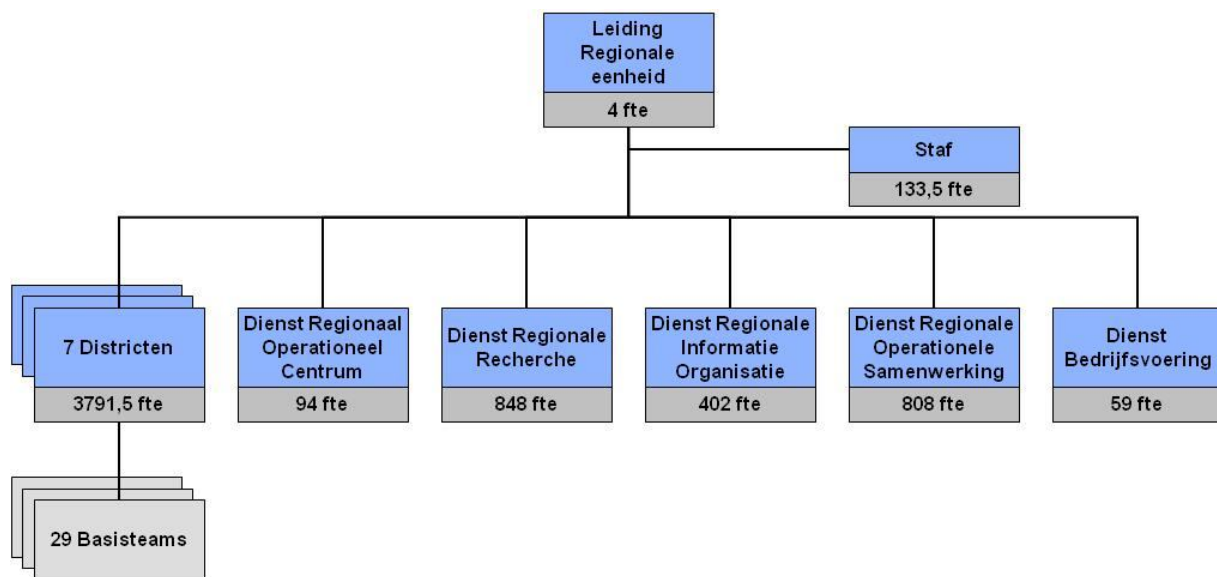 Leiding
Regionale
eenheid
4 fte
Staf
133,5 fte
7 Districten
3791,5 fte
Dienst Regionaal
Operationeel
Centrum
94 fte
Dienst Regionale
Recherche
848 fte
Dienst Regionale
Informatie
Organisatie
402 fte
Dienst Regionale
Operationele
Samenwerking
808 fte
Dienst
Bedrijfsvoering
59 fte
29 Basisteams